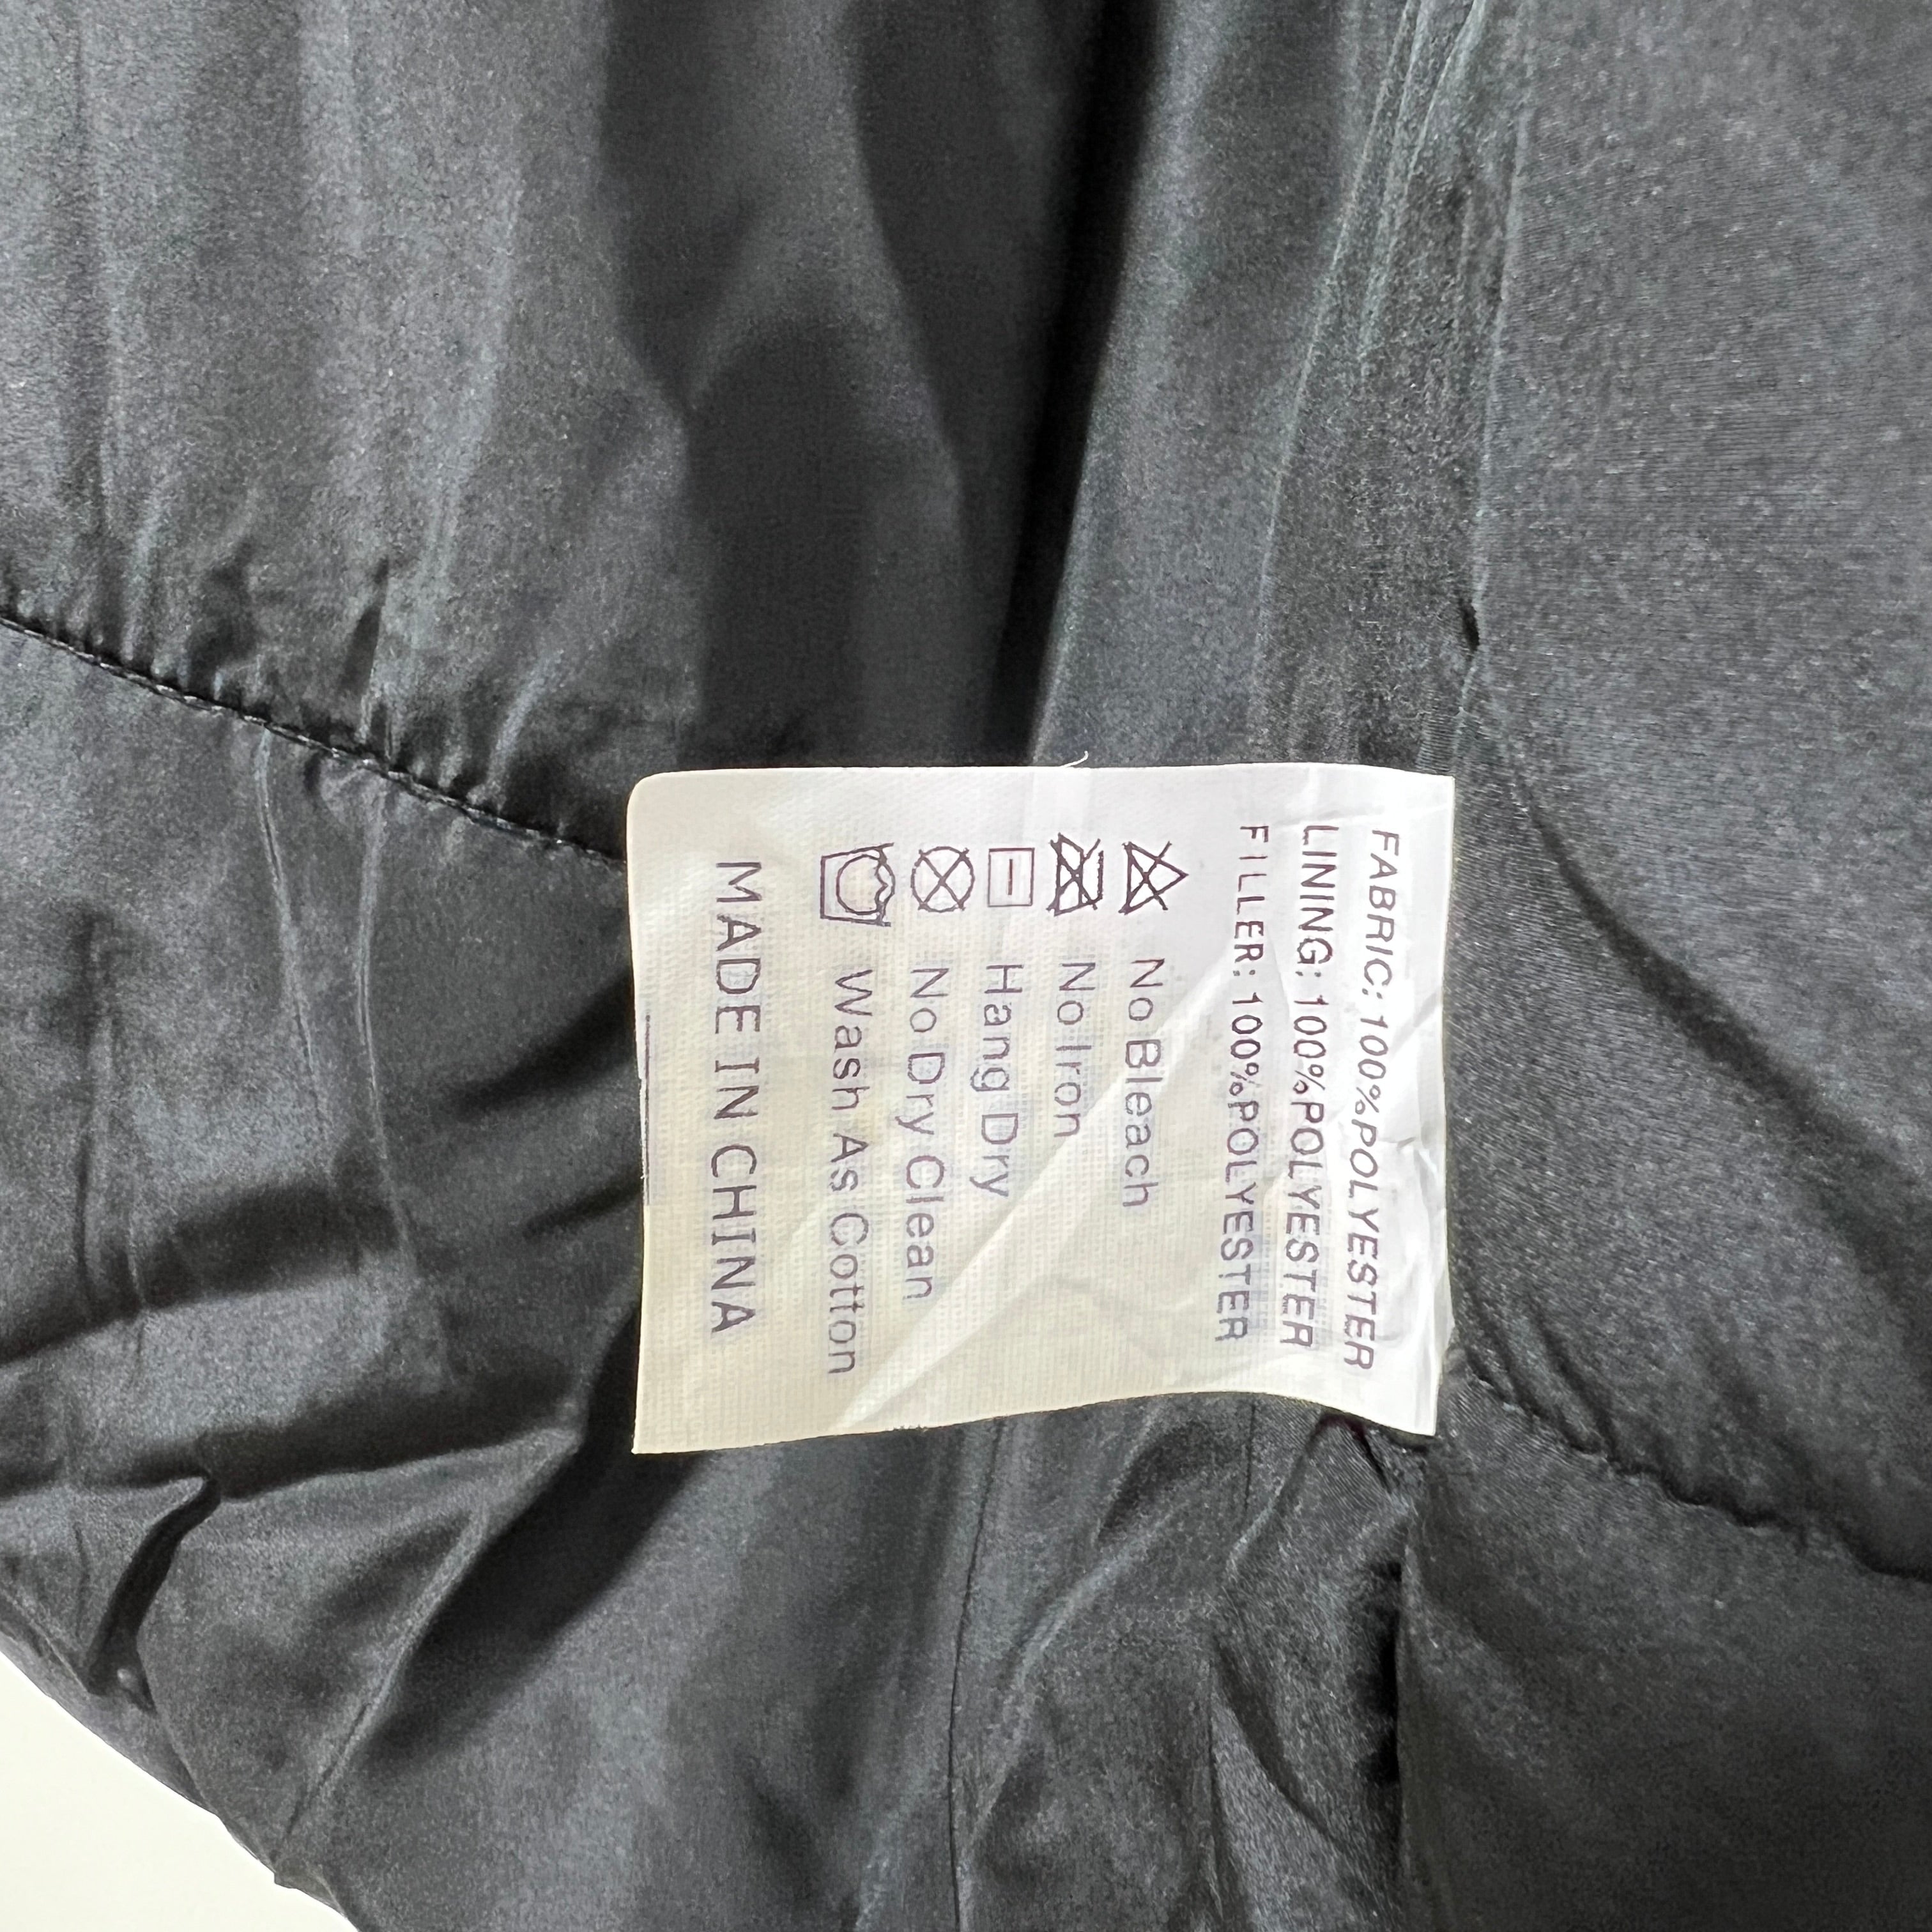 FABRIC: 100%POLYESTER
LINING: 100%POLYESTER
FILLER: 100%POLYESTER
No Bleach
No Iron
Hang Dry
No Dry Clean
Wash As Cotton
MADE IN CHINA